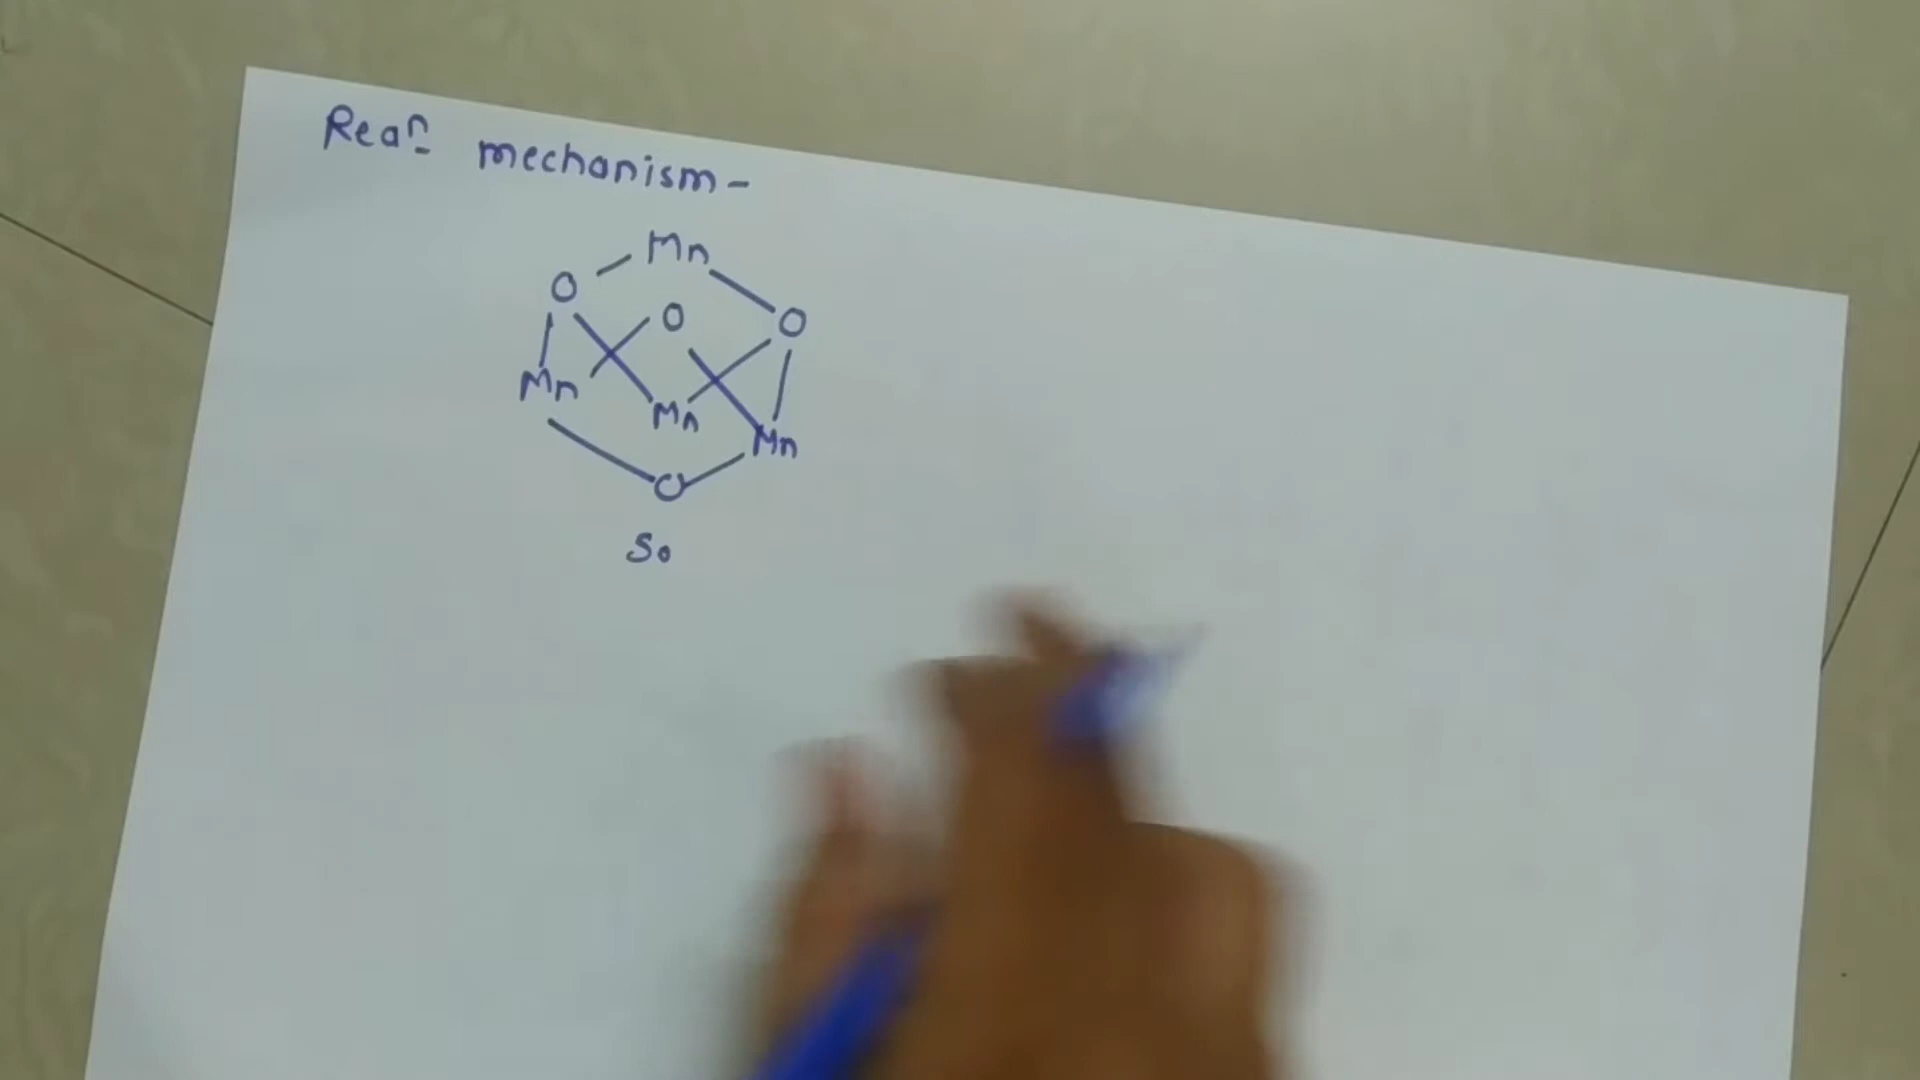 Reaⁿ mechanism-
Mn
O O O
Mn Mn Mn
O
S₀